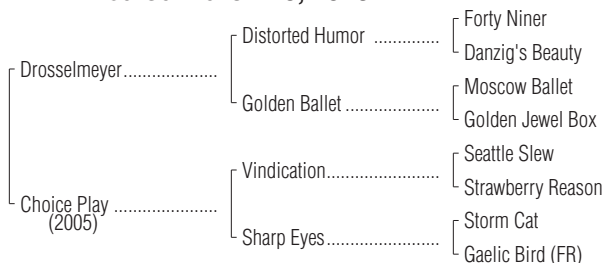 Forty Niner
Distorted Humor ..............
Danzig's Beauty
Drosselmeyer....................
Moscow Ballet
Golden Ballet ....................
Golden Jewel Box
Seattle Slew
Vindication........................
Strawberry Reason
Choice Play ......................
(2005)
Storm Cat
Sharp Eyes........................
Gaelic Bird (FR)